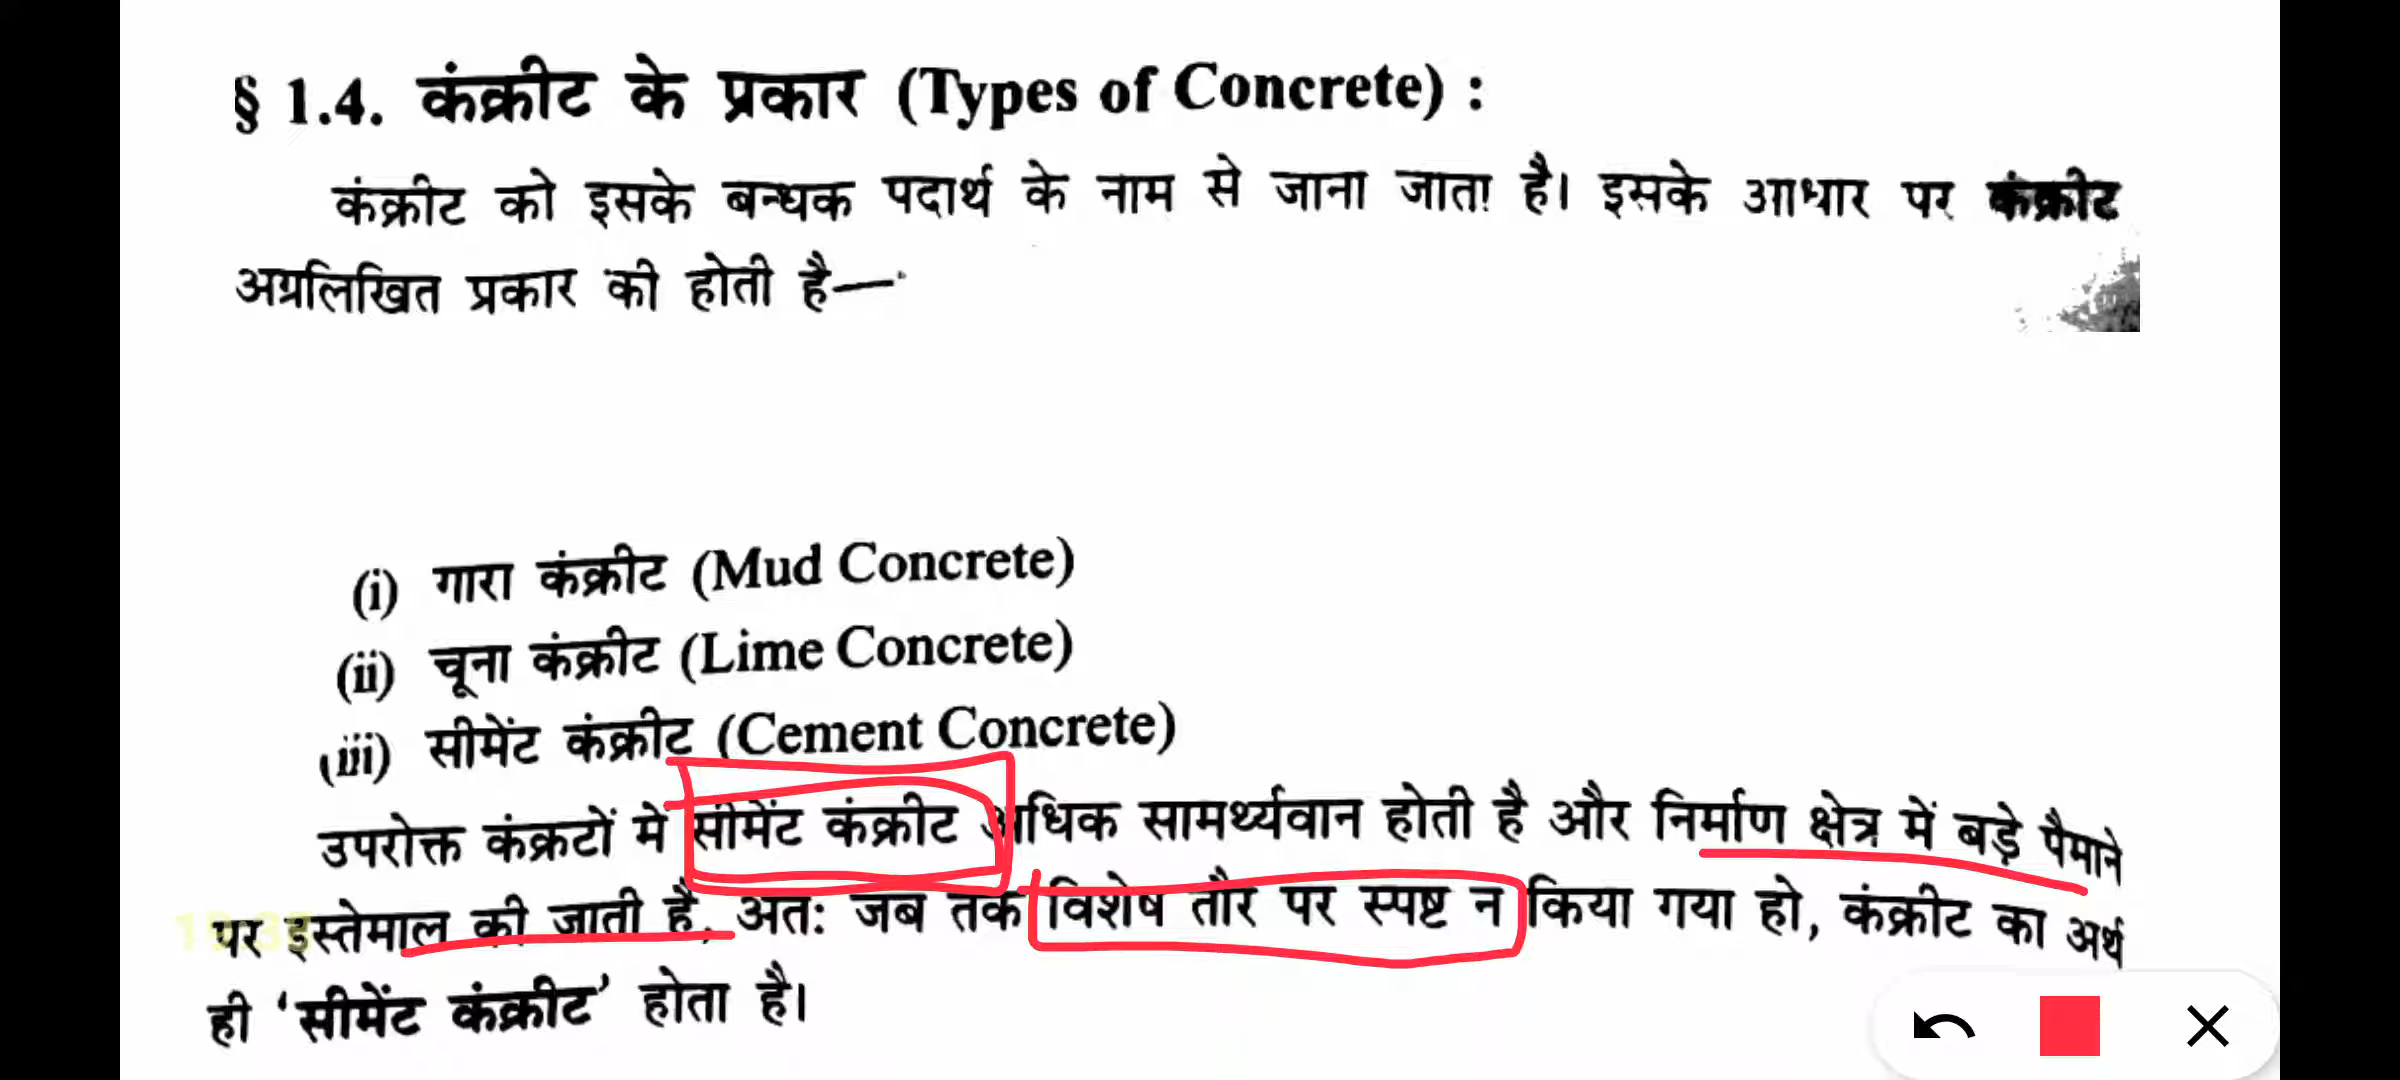 § 1.4. कंक्रीट के प्रकार (Types of Concrete) :
कंक्रीट को इसके बन्धक पदार्थ के नाम से जाना जाता है। इसके आधार पर कंक्रीट
अग्रलिखित प्रकार की होती है—
(i) गारा कंक्रीट (Mud Concrete)
(ii) चूना कंक्रीट (Lime Concrete)
(iii) सीमेंट कंक्रीट (Cement Concrete)
उपरोक्त कंक्रटों में सीमेंट कंक्रीट अधिक सामर्थ्यवान होती है और निर्माण क्षेत्र में बड़े पैमाने
पर इस्तेमाल की जाती है, अतः जब तक विशेष तौर पर स्पष्ट न किया गया हो, कंक्रीट का अर्थ
ही ‘सीमेंट कंक्रीट’ होता है।